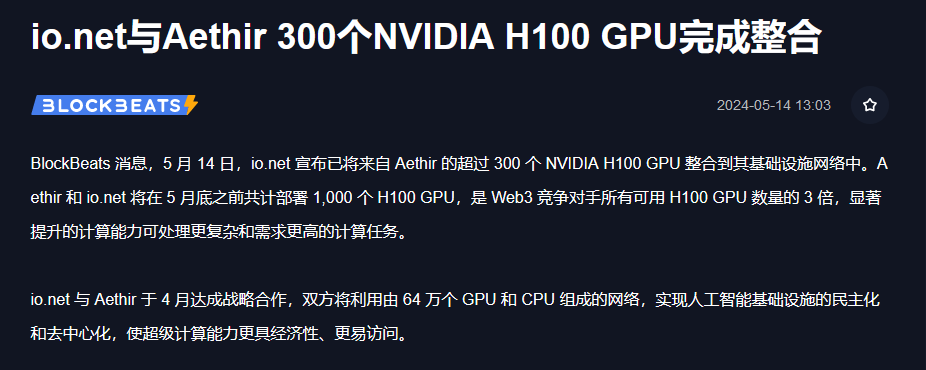 io.net与Aethir 300个NVIDIA H100 GPU完成整合
BLOCKBEATS
2024-05-14 13:03
BlockBeats 消息，5 月 14 日，io.net 宣布已将来自 Aethir 的超过 300 个 NVIDIA H100 GPU 整合到其基础设施网络中。A
ethir 和 io.net 将在 5 月底之前共计部署 1,000 个 H100 GPU，是 Web3 竞争对手所有可用 H100 GPU 数量的 3 倍，显著
提升的计算能力可处理更复杂和需求更高的计算任务。
io.net 与 Aethir 于 4 月达成战略合作，双方将利用由 64 万个 GPU 和 CPU 组成的网络，实现人工智能基础设施的民主化
和去中心化，使超级计算能力更具经济性、更易访问。